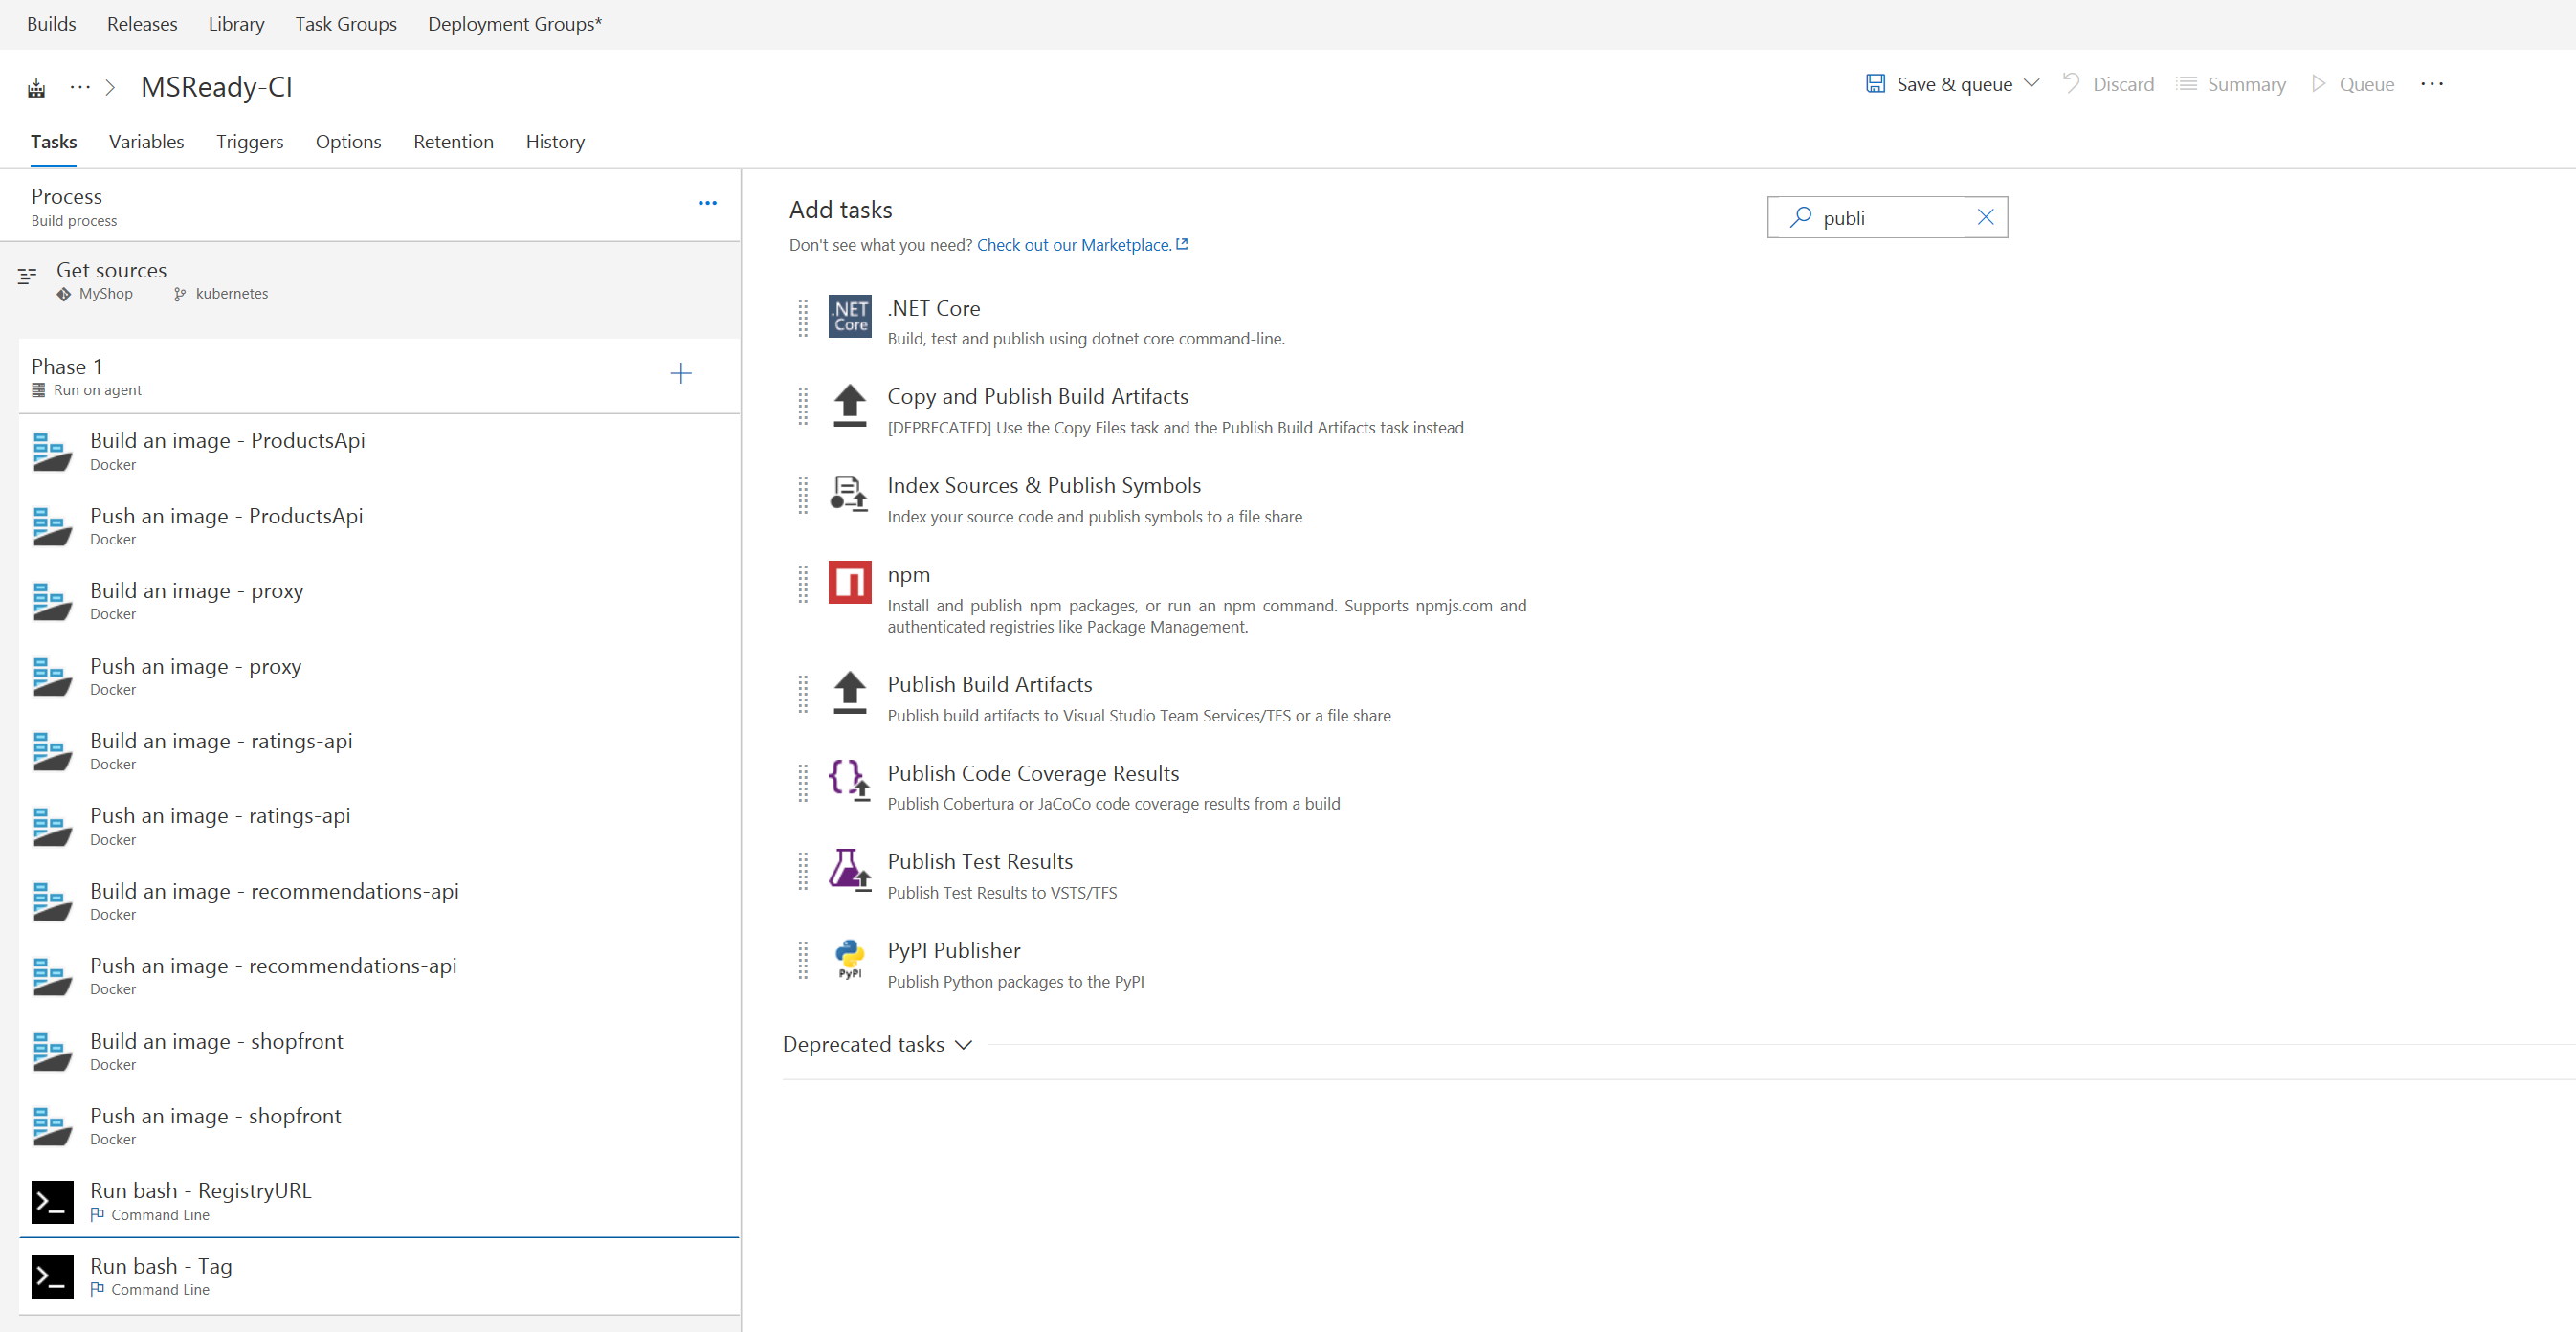 Builds Releases Library Task Groups Deployment Groups*
··· > MSReady-CI
Save & queue Discard Summary Queue ···
Tasks Variables Triggers Options Retention History
Process
Build process
Get sources
MyShop kubernetes
Phase 1
Run on agent
Build an image - ProductsApi
Docker
Push an image - ProductsApi
Docker
Build an image - proxy
Docker
Push an image - proxy
Docker
Build an image - ratings-api
Docker
Push an image - ratings-api
Docker
Build an image - recommendations-api
Docker
Push an image - recommendations-api
Docker
Build an image - shopfront
Docker
Push an image - shopfront
Docker
Run bash - RegistryURL
Command Line
Run bash - Tag
Command Line
Add tasks
publi
Don't see what you need? Check out our Marketplace.
.NET
Core
.NET Core
Build, test and publish using dotnet core command-line.
Copy and Publish Build Artifacts
[DEPRECATED] Use the Copy Files task and the Publish Build Artifacts task instead
Index Sources & Publish Symbols
Index your source code and publish symbols to a file share
npm
Install and publish npm packages, or run an npm command. Supports npmjs.com and
authenticated registries like Package Management.
Publish Build Artifacts
Publish build artifacts to Visual Studio Team Services/TFS or a file share
Publish Code Coverage Results
Publish Cobertura or JaCoCo code coverage results from a build
Publish Test Results
Publish Test Results to VSTS/TFS
PyPI
PyPI Publisher
Publish Python packages to the PyPI
Deprecated tasks